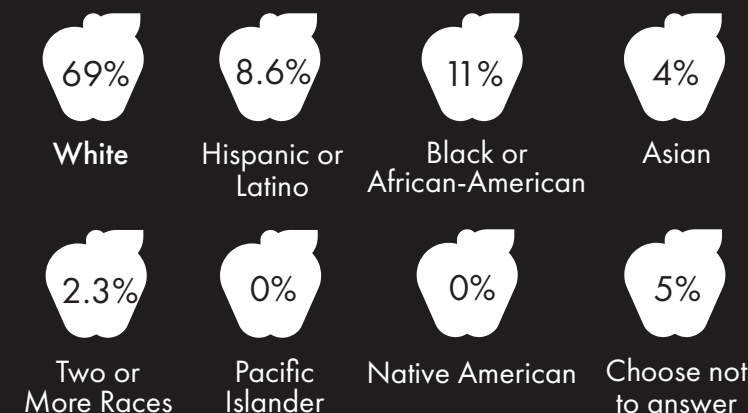 69%
8.6%
11%
4%
White
Hispanic or
Latino
Black or
African-American
Asian
2.3%
0%
0%
5%
Two or
More Races
Pacific
Islander
Native American
Choose not
to answer